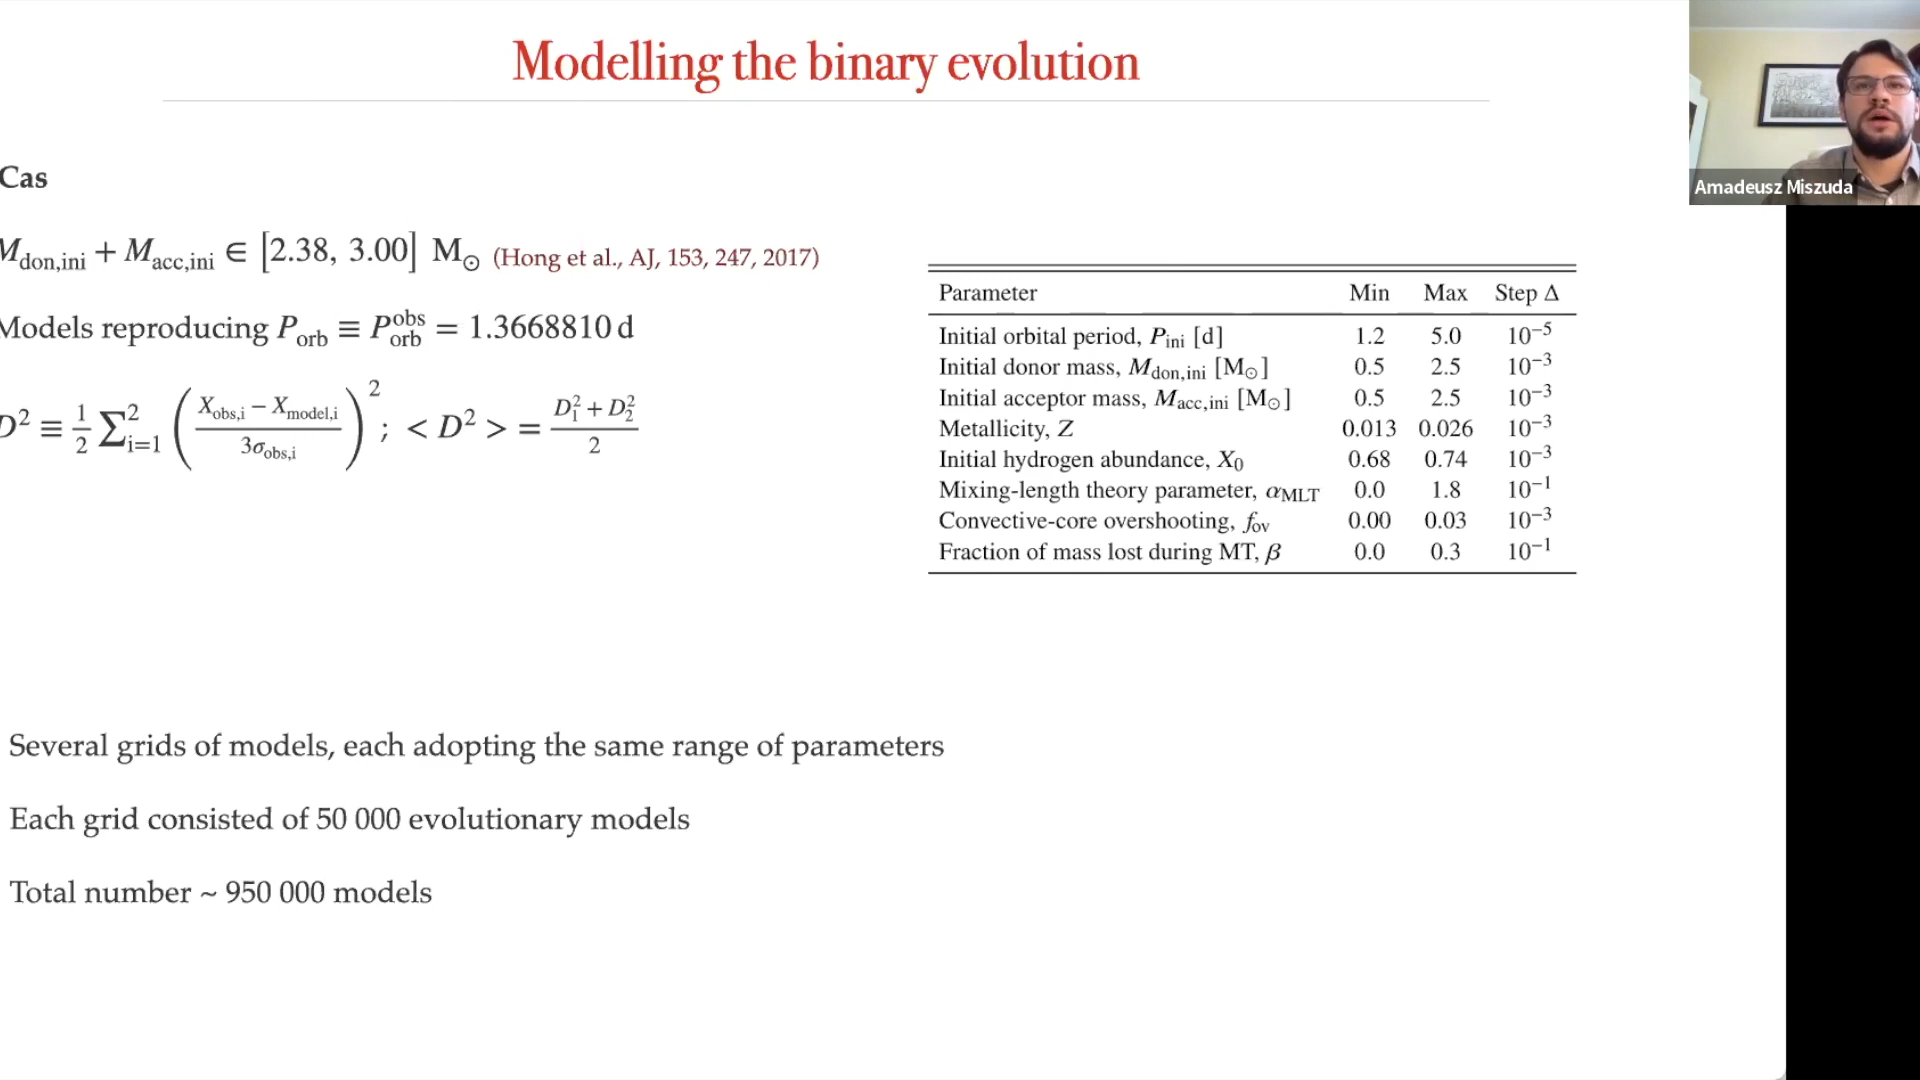 Modelling the binary evolution
Cas
M_don,ini + M_acc,ini ∈ [2.38, 3.00] M_⊙ (Hong et al., AJ, 153, 247, 2017)
Models reproducing P_orb ≡ P_orb^obs = 1.3668810 d
D² ≡ 1/2 Σ_{i=1}^{2} ((X_obs,i − X_model,i) / 3σ_obs,i)² ; < D² > = (D₁² + D₂²) / 2
Parameter Min Max Step Δ
Initial orbital period, P_ini [d] 1.2 5.0 10⁻⁵
Initial donor mass, M_don,ini [M_⊙] 0.5 2.5 10⁻³
Initial acceptor mass, M_acc,ini [M_⊙] 0.5 2.5 10⁻³
Metallicity, Z 0.013 0.026 10⁻³
Initial hydrogen abundance, X₀ 0.68 0.74 10⁻³
Mixing-length theory parameter, α_MLT 0.0 1.8 10⁻¹
Convective-core overshooting, f_ov 0.00 0.03 10⁻³
Fraction of mass lost during MT, β 0.0 0.3 10⁻¹
Several grids of models, each adopting the same range of parameters
Each grid consisted of 50 000 evolutionary models
Total number ~ 950 000 models
Amadeusz Miszuda